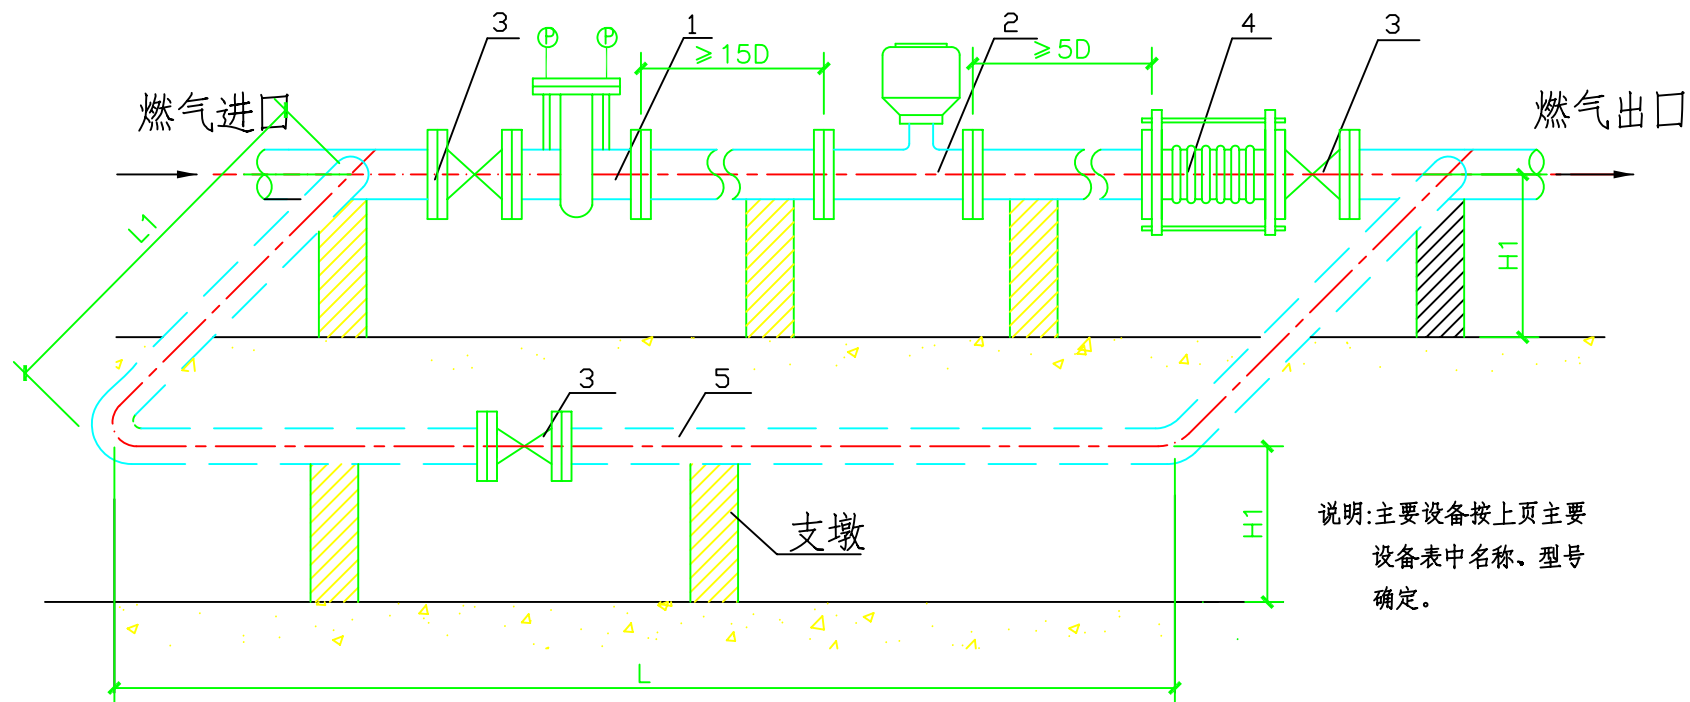 3
P
P
1
≥15D
2
≥5D
4
3
燃气进口
燃气出口
L1
H1
3
5
支墩
H1
说明:主要设备按上页主要
设备表中名称、型号
确定。
L